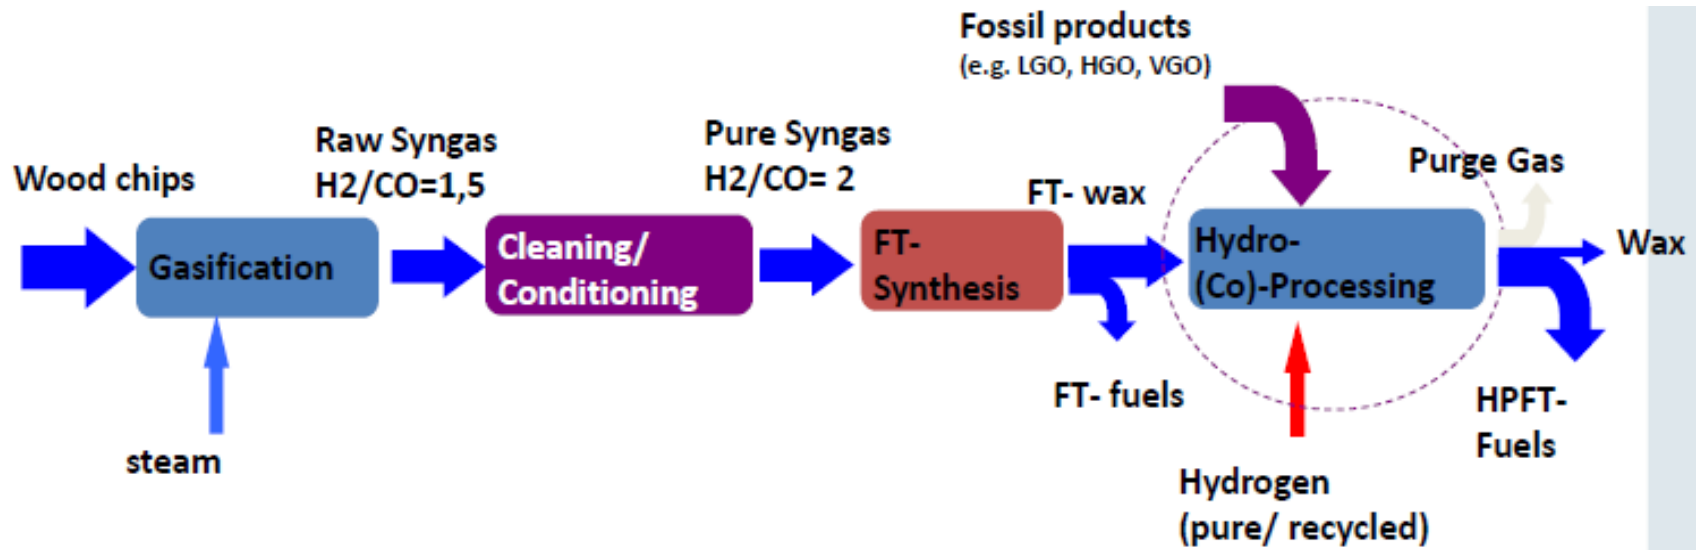 Fossil products
(e.g. LGO, HGO, VGO)
Wood chips
Raw Syngas
H2/CO=1,5
Pure Syngas
H2/CO= 2
FT- wax
Purge Gas
Gasification
Cleaning/
Conditioning
FT-
Synthesis
Hydro-
(Co)-Processing
Wax
steam
FT- fuels
HPFT-
Fuels
Hydrogen
(pure/ recycled)